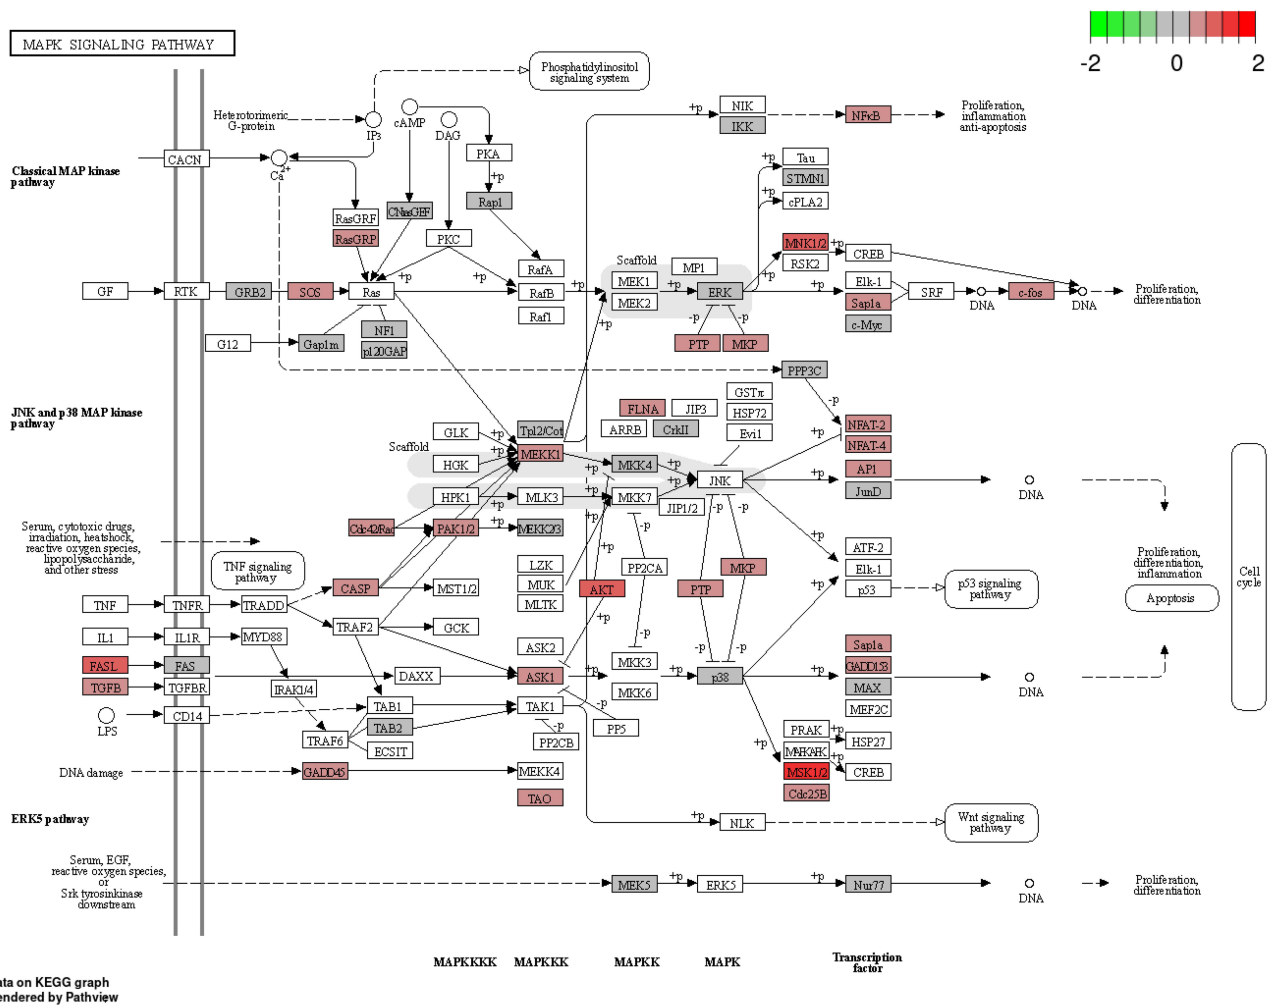 MAPK SIGNALING PATHWAY
-2 0 2
Phosphatidylinositol
signaling system
Heterotorimeric
G-protein
IP3
cAMP
DAG
NIK
IKK
+p
NFκB
Proliferation,
inflammation
anti-apoptosis
Classical MAP kinase
pathway
CACN
Ca2+
PKA
+p
Rap1
Tau
STMN1
cPLA2
+p
+p
RasGRF
RasGRP
CNasGEF
PKC
MNK1/2
RSK2
+p
CREB
RafA
RafB
Raf1
Scaffold
MEK1
MEK2
MP1
ERK
GF
RTK
GRB2
SOS
Ras
+p
+p
+p
+p
+p
+p
Elk-1
Sap1a
c-Myc
SRF
DNA
c-fos
DNA
Proliferation,
differentiation
G12
Gap1m
NF1
p120GAP
+p
-p
-p
PTP
MKP
PPP3C
-p
JNK and p38 MAP kinase
pathway
FLNA
JIP3
ARRB
CrkII
GSTπ
HSP72
Evi1
NFAT-2
NFAT-4
+p
GLK
Tpl2/Cot
+p
Scaffold
+p
MEKK1
HGK
MKK4
+p
+p
JNK
+p
AP1
JunD
DNA
HPK1
MLK3
MKK7
+p
+p
+p
JIP1/2
-p
-p
-p
Cdc42/Rac
PAK1/2
+p
MEKK2/3
Serum, cytotoxic drugs,
irradiation, heatshock,
reactive oxygen species,
lipopolysaccharide,
and other stress
TNF signaling
pathway
+p
+p
ATF-2
Elk-1
p53
p53 signaling
pathway
Proliferation,
differentiation,
inflammation
Apoptosis
Cell
cycle
LZK
MUK
MLTK
PP2CA
MKP
PTP
AKT
+p
+p
CASP
MST1/2
TNF
TNFR
TRADD
TRAF2
GCK
IL1
IL1R
MYD88
ASK2
-p
-p
-p
MKK3
MKK6
FASL
FAS
TGFB
TGFBR
DAXX
ASK1
+p
+p
p38
+p
Sap1a
GADD153
MAX
MEF2C
DNA
IRAK1/4
LPS
CD14
TAB1
TAB2
ECSIT
TRAF6
TAK1
-p
-p
PP5
PP2CB
PRAK
MAPKAPK
+p
+p
+p
HSP27
CREB
DNA damage
GADD45
MEKK4
MSK1/2
Cdc25B
TAO
ERK5 pathway
+p
NLK
Wnt signaling
pathway
Serum, EGF,
reactive oxygen species,
or
Srk tyrosinkinase
downstream
MEK5
+p
ERK5
+p
Nur77
DNA
Proliferation,
differentiation
MAPKKKK
MAPKKK
MAPKK
MAPK
Transcription
factor
ata on KEGG graph
endered by Pathview